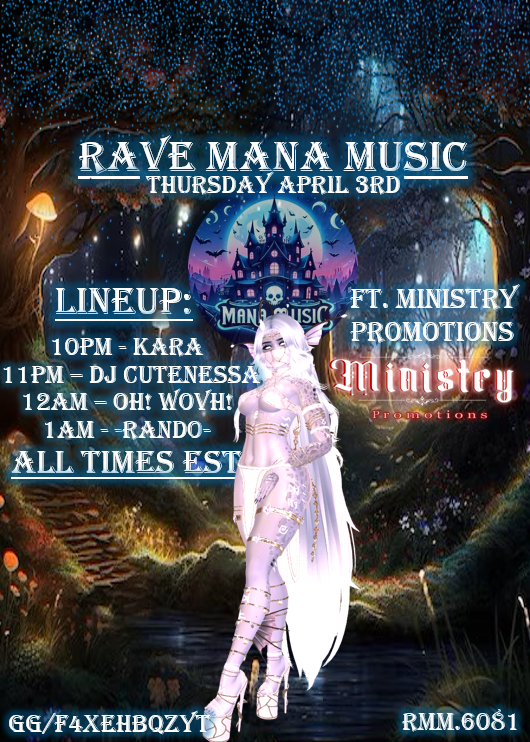 RAVE MANA MUSIC
THURSDAY APRIL 3RD
MANA MUSIC
LINEUP:
10PM - KARA
11PM – DJ CUTENESSA
12AM – OH! WOVH!
1AM - -RANDO-
ALL TIMES EST
FT. MINISTRY
PROMOTIONS
Ministry
Promotions
GG/F4XEHBQZYT
RMM.6081